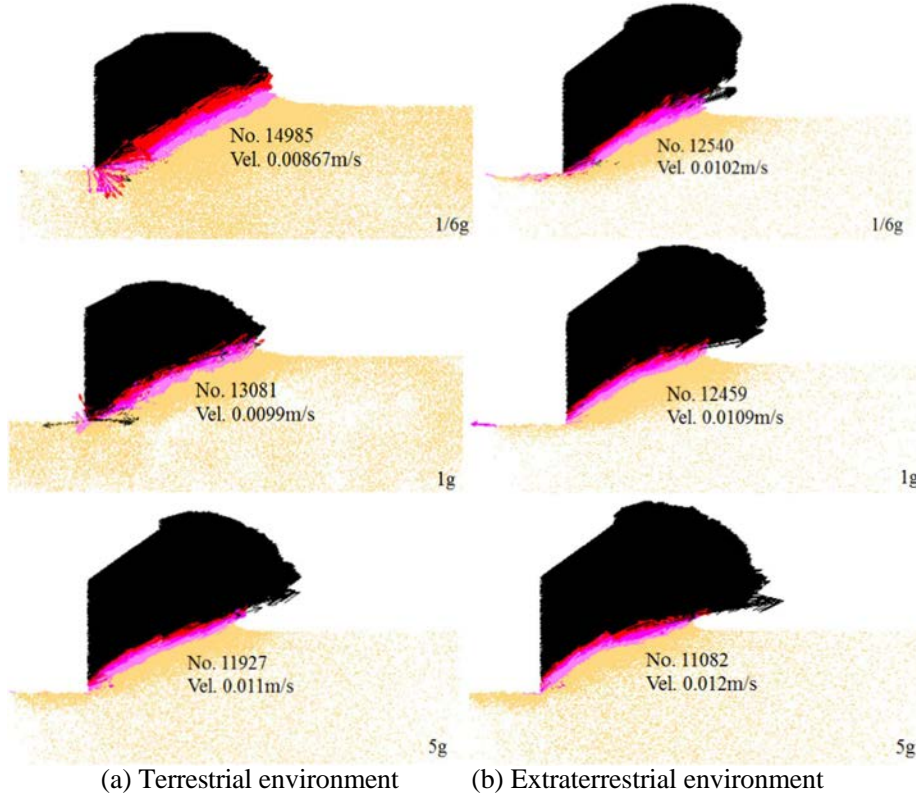 No. 14985
Vel. 0.00867m/s
1/6g
No. 12540
Vel. 0.0102m/s
1/6g
No. 13081
Vel. 0.0099m/s
1g
No. 12459
Vel. 0.0109m/s
1g
No. 11927
Vel. 0.011m/s
5g
No. 11082
Vel. 0.012m/s
5g
(a) Terrestrial environment
(b) Extraterrestrial environment